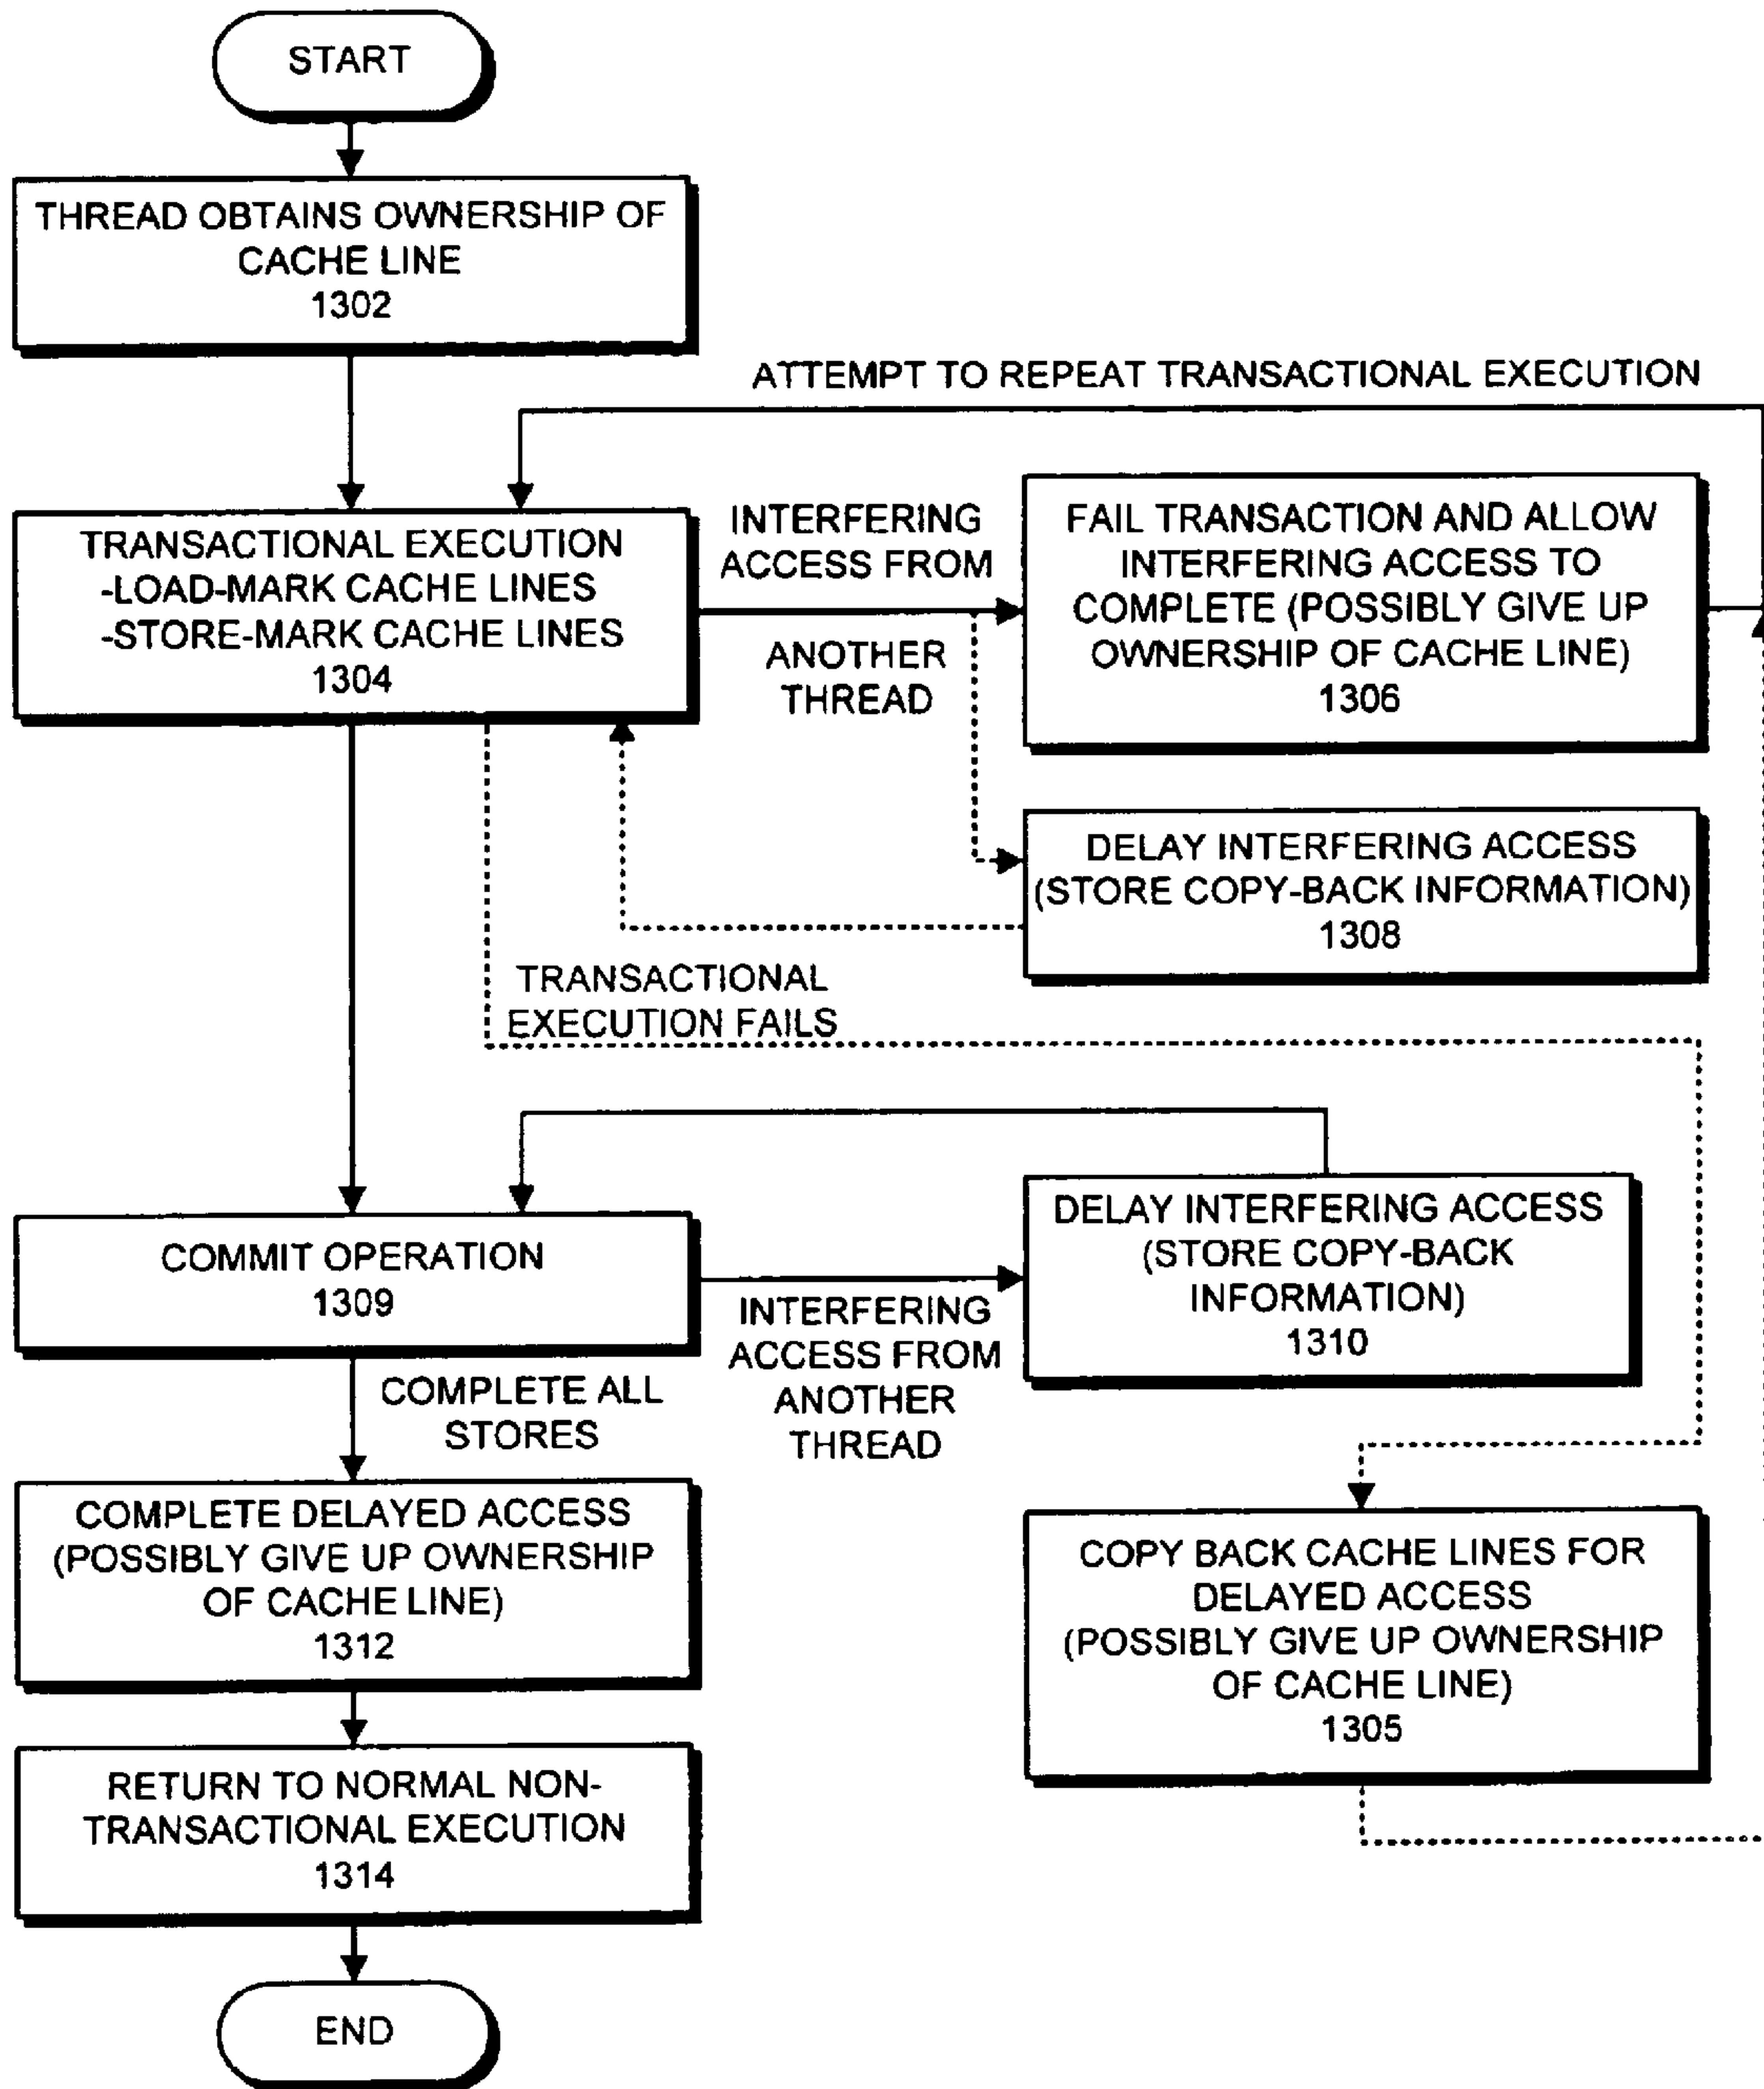 START
THREAD OBTAINS OWNERSHIP OF
CACHE LINE
1302
ATTEMPT TO REPEAT TRANSACTIONAL EXECUTION
TRANSACTIONAL EXECUTION
-LOAD-MARK CACHE LINES
-STORE-MARK CACHE LINES
1304
INTERFERING
ACCESS FROM
ANOTHER
THREAD
FAIL TRANSACTION AND ALLOW
INTERFERING ACCESS TO
COMPLETE (POSSIBLY GIVE UP
OWNERSHIP OF CACHE LINE)
1306
DELAY INTERFERING ACCESS
(STORE COPY-BACK INFORMATION)
1308
TRANSACTIONAL
EXECUTION FAILS
COMMIT OPERATION
1309
INTERFERING
ACCESS FROM
ANOTHER
THREAD
DELAY INTERFERING ACCESS
(STORE COPY-BACK
INFORMATION)
1310
COMPLETE ALL
STORES
COMPLETE DELAYED ACCESS
(POSSIBLY GIVE UP OWNERSHIP
OF CACHE LINE)
1312
COPY BACK CACHE LINES FOR
DELAYED ACCESS
(POSSIBLY GIVE UP OWNERSHIP
OF CACHE LINE)
1305
RETURN TO NORMAL NON-
TRANSACTIONAL EXECUTION
1314
END